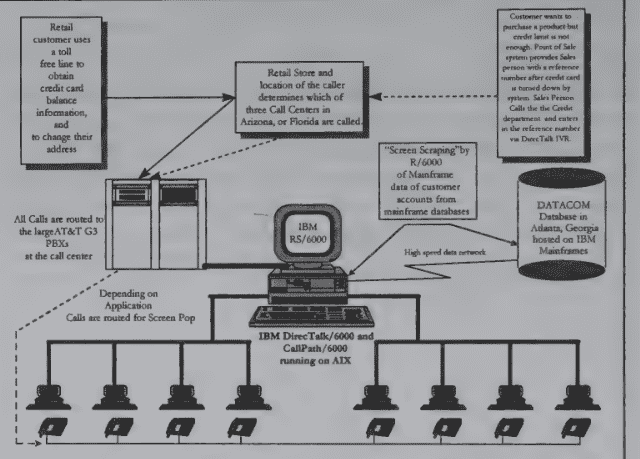 Retail
customer uses
a toll
free line to
obtain
credit card
balance
information,
and
to change their
address
Retail Store and
location of the caller
determines which of
three Call Centers in
Arizona, or Florida are called.
Customer wants to
purchase a product but
credit limit is not
enough. Point of Sale
system provides Sales
person with a reference
number after credit card
is turned down by
system. Sales Person
Calls the the Credit
department and enters
in the reference number
via DirecTalk IVR.
"Screen Scraping"by
R/6000
of Mainframe
data of customer
accounts from
mainframe databases
All Calls are routed to
the largeAT&T G3
PBXs
at the call center
IBM
RS/6000
DATACOM
Database in
Atlanta, Georgia
hosted on IBM
Mainframes
High speed data network
Depending on
Application
Calls are routed for Screen Pop
IBM DirecTalk/6000 and
CallPath/6000
running on AIX